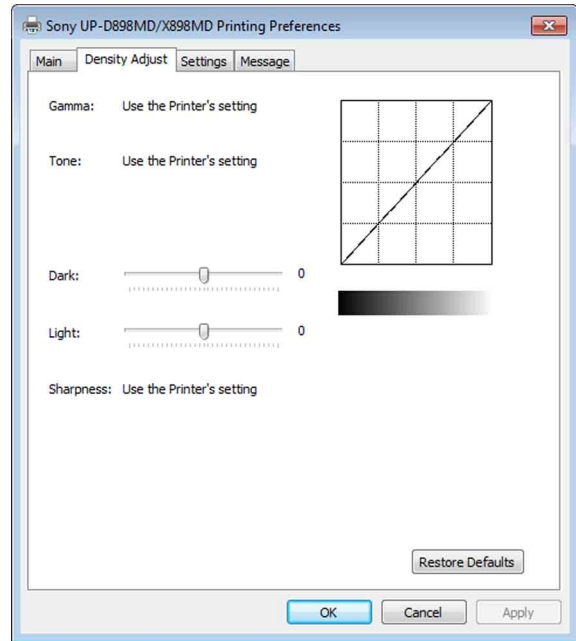 Sony UP-D898MD/X898MD Printing Preferences
Main Density Adjust Settings Message
Gamma: Use the Printer's setting
Tone: Use the Printer's setting
Dark: 0
Light: 0
Sharpness: Use the Printer's setting
Restore Defaults
OK Cancel Apply